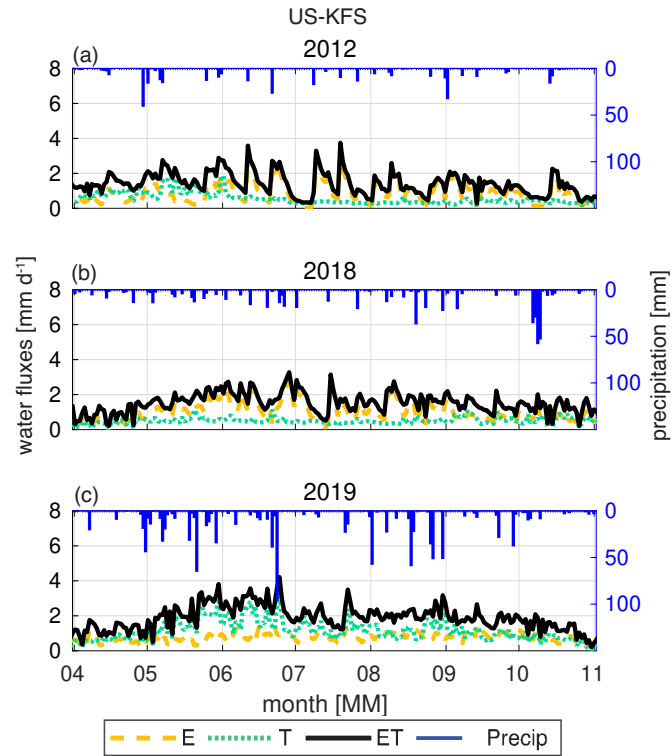 US-KFS
(a) 2012
8
6
4
2
0
0
50
100
(b) 2018
8
6
4
2
0
0
50
100
(c) 2019
8
6
4
2
0
0
50
100
04 05 06 07 08 09 10 11
month [MM]
water fluxes [mm d⁻¹]
precipitation [mm]
E T ET Precip